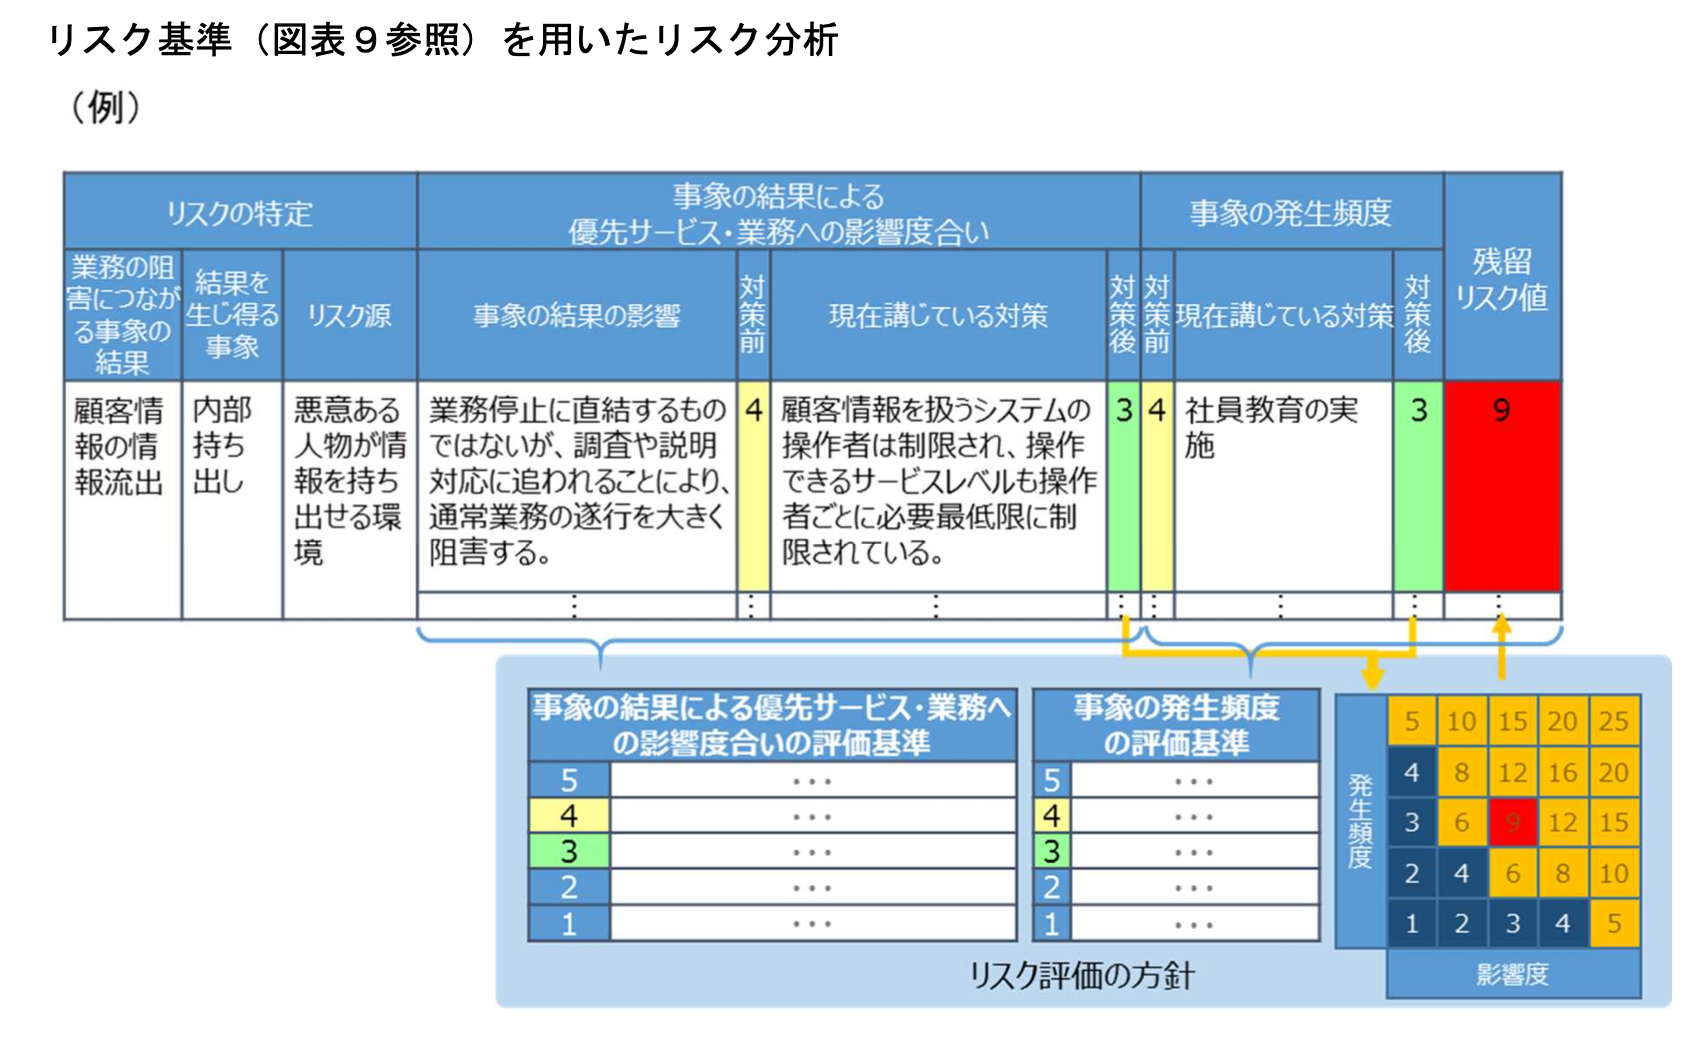 リスク基準（図表９参照）を用いたリスク分析
（例）
リスクの特定
事象の結果による
優先サービス・業務への影響度合い
事象の発生頻度
残留
リスク値
業務の阻
害につなが
る事象の
結果
結果を
生じ得る
事象
リスク源
事象の結果の影響
対策前
現在講じている対策
対策後
対策前
現在講じている対策
対策後
顧客情
報の情
報流出
内部
持ち
出し
悪意ある
人物が情
報を持ち
出せる環
境
業務停止に直結するもの
ではないが、調査や説明
対応に追われることにより、
通常業務の遂行を大きく
阻害する。
4
顧客情報を扱うシステムの
操作者は制限され、操作
できるサービスレベルも操作
者ごとに必要最低限に制
限されている。
3
4
社員教育の実
施
3
9
⋮ ⋮ ⋮ ⋮ ⋮ ⋮ ⋮ ⋮
事象の結果による優先サービス・業務へ
の影響度合いの評価基準
5 ･･･
4 ･･･
3 ･･･
2 ･･･
1 ･･･
事象の発生頻度
の評価基準
5 ･･･
4 ･･･
3 ･･･
2 ･･･
1 ･･･
発生頻度
5 10 15 20 25
4 8 12 16 20
3 6 9 12 15
2 4 6 8 10
1 2 3 4 5
影響度
リスク評価の方針